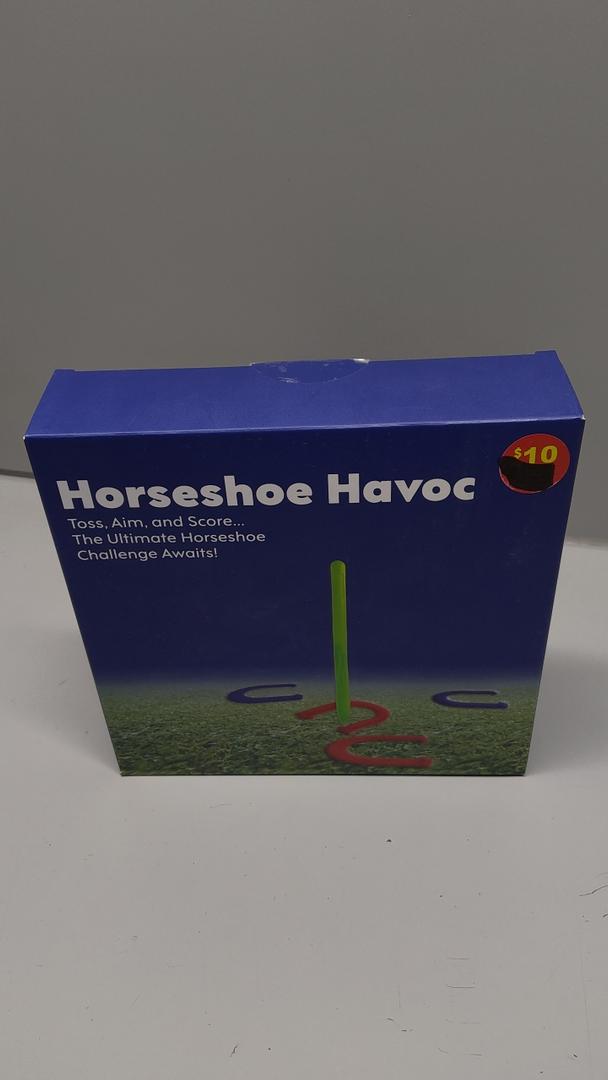 $10
Horseshoe Havoc
Toss, Aim, and Score...
The Ultimate Horseshoe
Challenge Awaits!